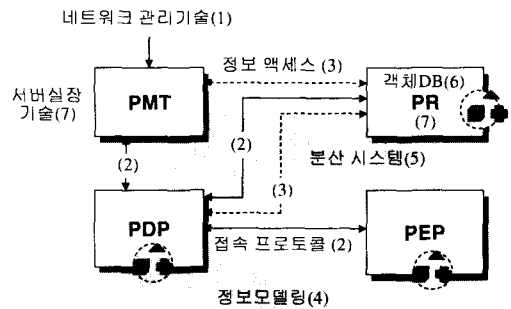 네트워크 관리기술(1)
정보 액세스 (3)
서버실장
기술(7)
PMT
객체DB(6)
PR
(7)
(2)
(2)
분산 시스템(5)
(3)
PDP
접속 프로토콜 (2)
PEP
정보모델링(4)